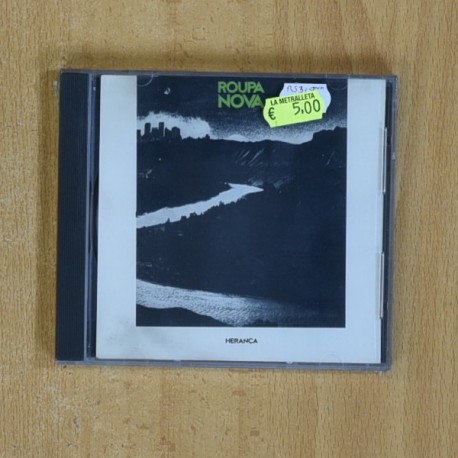 ROUPA
NOVA
LA METRALLETA
€ 5,00
HERANÇA